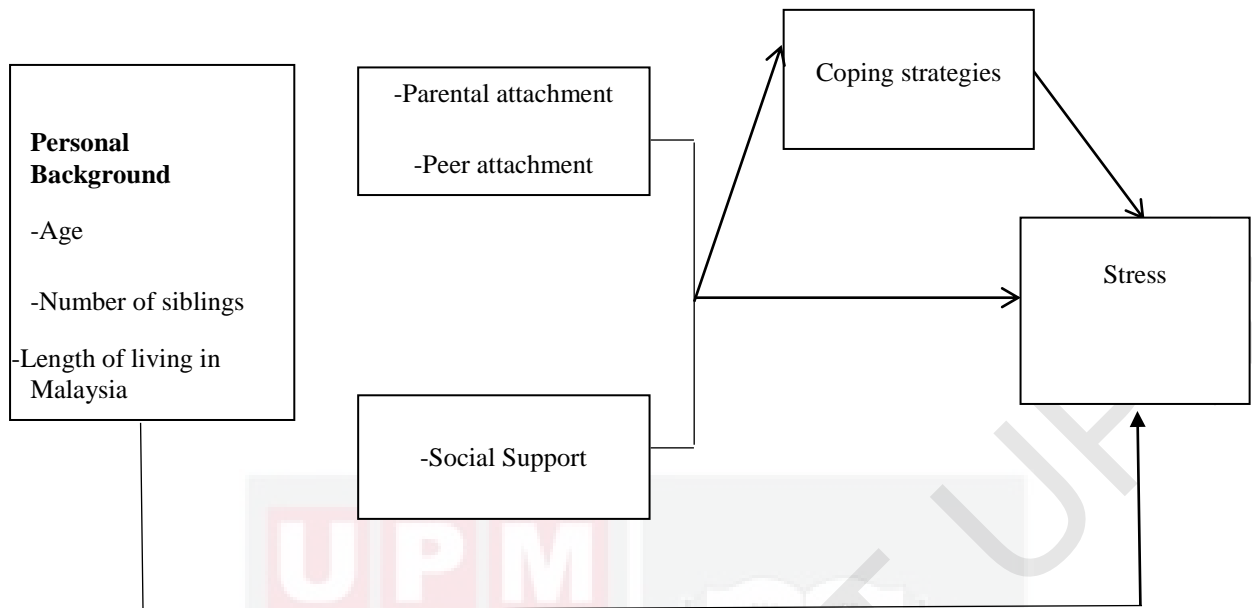 Personal
Background
-Age
-Number of siblings
-Length of living in
Malaysia
-Parental attachment
-Peer attachment
-Social Support
Coping strategies
Stress
UPM